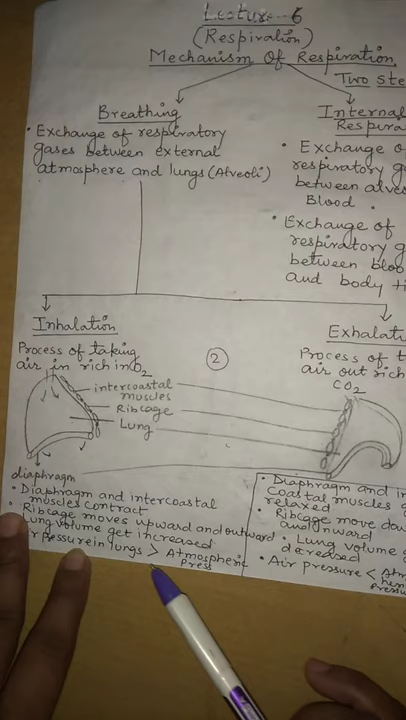 Lecture-6
(Respiration)
Mechanism Of Respiration
Two Ste
Breathing
• Exchange of respiratory
gases between external
atmosphere and lungs (Alveoli)
Internal
Respira
• Exchange o
respiratory g
between alve
Blood.
• Exchange of
respiratory g
between bloo
and body ti
Inhalation
Process of taking
air in rich in O2
2
Exhalati
Process of t
air out rich
CO2
intercoastal
muscles
Ribcage
Lung
diaphragm
• Diaphragm and intercoastal
muscles contract
• Ribcage moves upward and outward
Lung volume get increased
ir pressure in lungs > Atmospheric
Press
• Diaphragm and in
coastal muscles g
relaxed
• Ribcage move dow
and inward
• Lung volume g
decreased
• Air pressure < Atm
Pressu